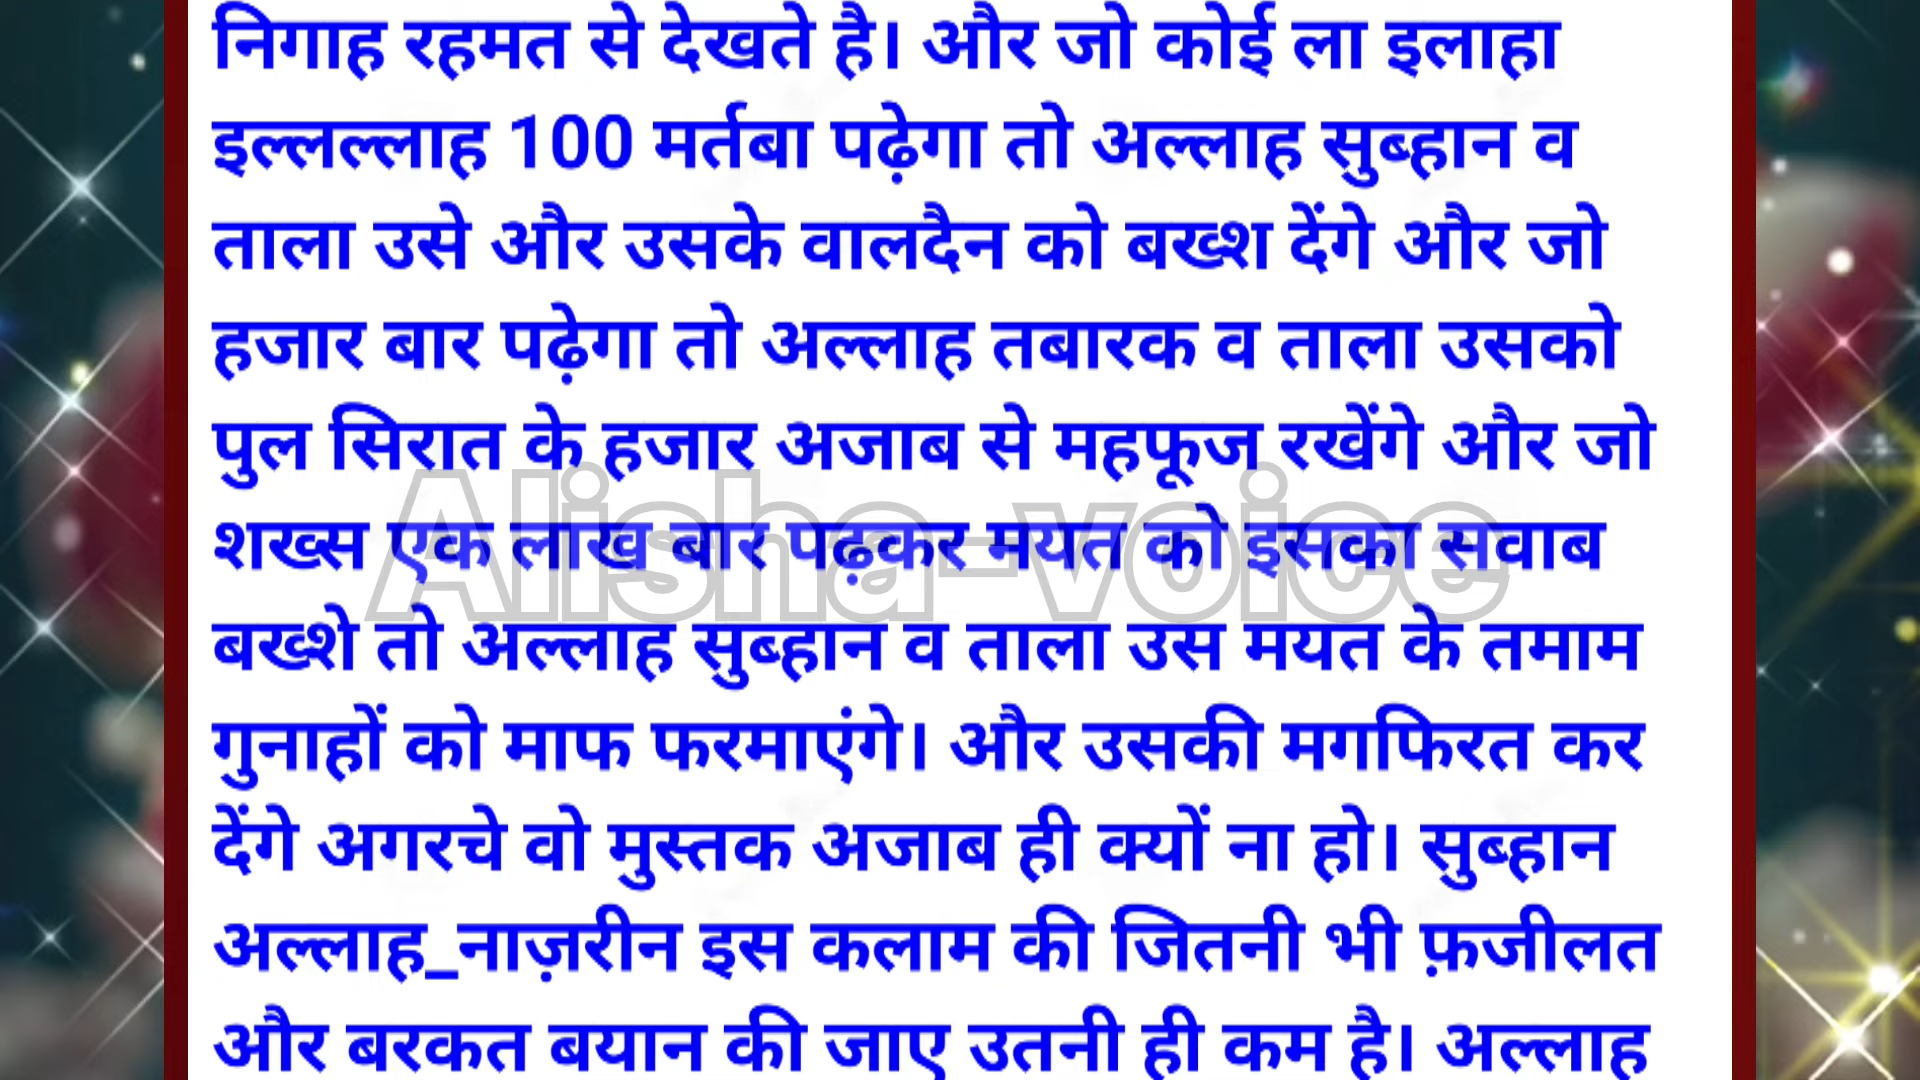 निगाह रहमत से देखते है। और जो कोई ला इलाहा
इल्लल्लाह 100 मर्तबा पढ़ेगा तो अल्लाह सुब्हान व
ताला उसे और उसके वालदैन को बख्श देंगे और जो
हजार बार पढ़ेगा तो अल्लाह तबारक व ताला उसको
पुल सिरात के हजार अजाब से महफूज रखेंगे और जो
शख्स एक लाख बार पढ़कर मयत को इसका सवाब
Alisha-voice
बख्शे तो अल्लाह सुब्हान व ताला उस मयत के तमाम
गुनाहों को माफ फरमाएंगे। और उसकी मगफिरत कर
देंगे अगरचे वो मुस्तक अजाब ही क्यों ना हो। सुब्हान
अल्लाह_नाज़रीन इस कलाम की जितनी भी फ़जीलत
और बरकत बयान की जाए उतनी ही कम है। अल्लाह